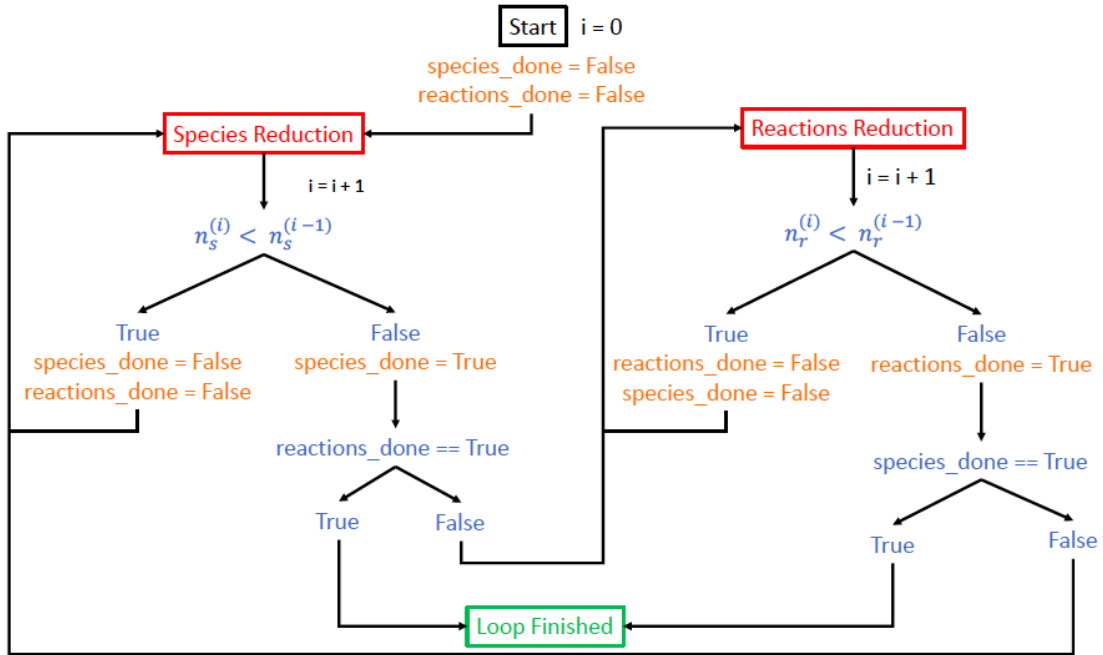 Start i = 0
species_done = False
reactions_done = False
Species Reduction
i = i + 1
n_s^{(i)} < n_s^{(i-1)}
True
species_done = False
reactions_done = False
False
species_done = True
reactions_done == True
True
False
Reactions Reduction
i = i + 1
n_r^{(i)} < n_r^{(i-1)}
True
reactions_done = False
species_done = False
False
reactions_done = True
species_done == True
True
False
Loop Finished